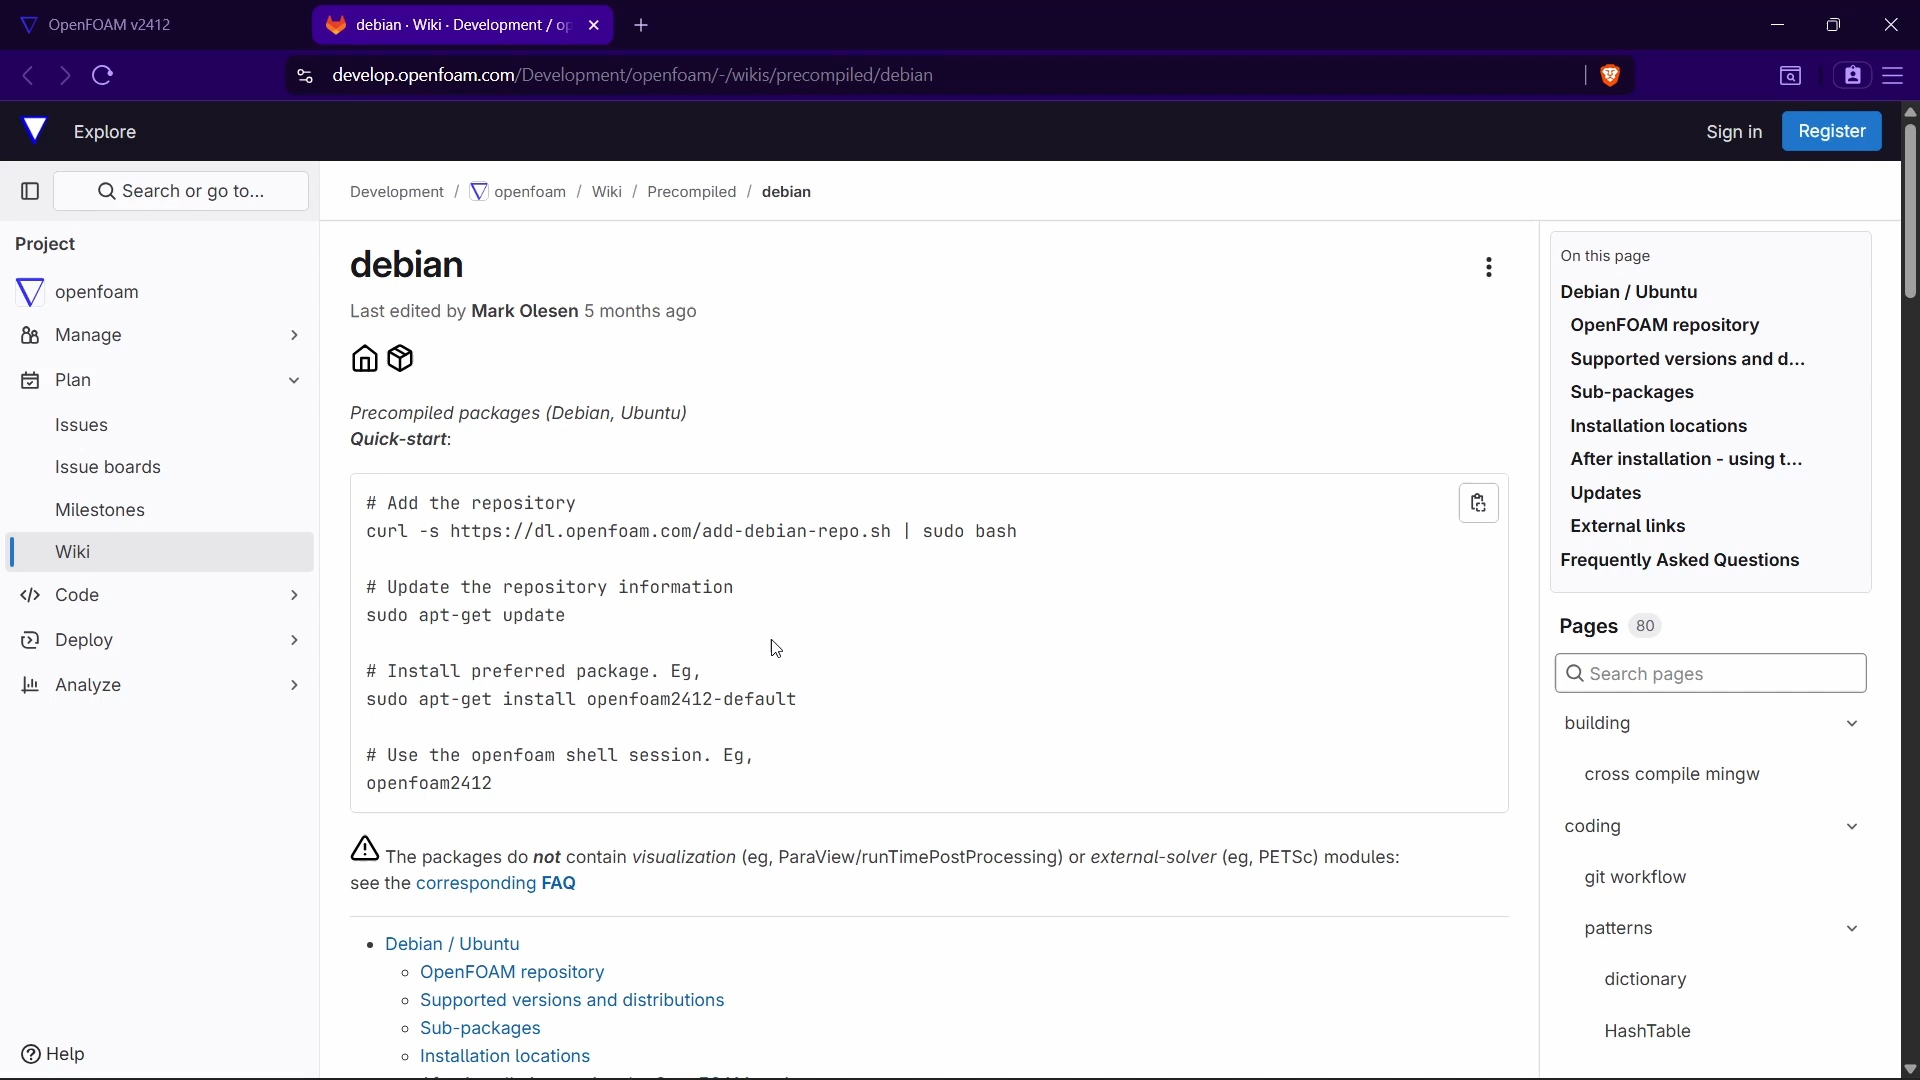 OpenFOAM v2412
debian · Wiki · Development / op
develop.openfoam.com/Development/openfoam/-/wikis/precompiled/debian
Explore
Sign in
Register
Search or go to...
Development / openfoam / Wiki / Precompiled / debian
Project
openfoam
Manage
Plan
Issues
Issue boards
Milestones
Wiki
Code
Deploy
Analyze
Help
debian
Last edited by Mark Olesen 5 months ago
Precompiled packages (Debian, Ubuntu)
Quick-start:
# Add the repository
curl -s https://dl.openfoam.com/add-debian-repo.sh | sudo bash
# Update the repository information
sudo apt-get update
# Install preferred package. Eg,
sudo apt-get install openfoam2412-default
# Use the openfoam shell session. Eg,
openfoam2412
The packages do not contain visualization (eg, ParaView/runTimePostProcessing) or external-solver (eg, PETSc) modules:
see the corresponding FAQ
• Debian / Ubuntu
◦ OpenFOAM repository
◦ Supported versions and distributions
◦ Sub-packages
◦ Installation locations
On this page
Debian / Ubuntu
OpenFOAM repository
Supported versions and d...
Sub-packages
Installation locations
After installation - using t...
Updates
External links
Frequently Asked Questions
Pages 80
Search pages
building
cross compile mingw
coding
git workflow
patterns
dictionary
HashTable